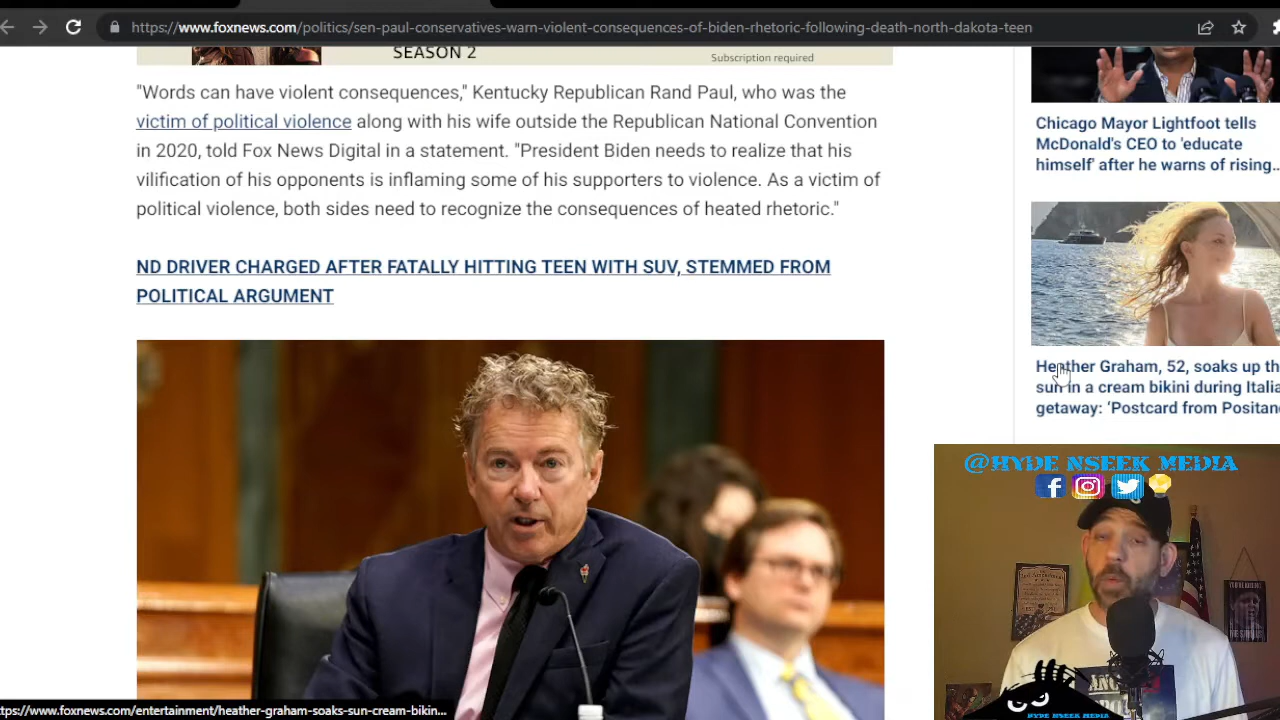 https://www.foxnews.com/politics/sen-paul-conservatives-warn-violent-consequences-of-biden-rhetoric-following-death-north-dakota-teen
SEASON 2
Subscription required
"Words can have violent consequences," Kentucky Republican Rand Paul, who was the
victim of political violence along with his wife outside the Republican National Convention
in 2020, told Fox News Digital in a statement. "President Biden needs to realize that his
vilification of his opponents is inflaming some of his supporters to violence. As a victim of
political violence, both sides need to recognize the consequences of heated rhetoric."
ND DRIVER CHARGED AFTER FATALLY HITTING TEEN WITH SUV, STEMMED FROM
POLITICAL ARGUMENT
Chicago Mayor Lightfoot tells
McDonald's CEO to 'educate
himself' after he warns of rising...
Heather Graham, 52, soaks up th
sun in a cream bikini during Italia
getaway: 'Postcard from Positan
@HYDE NSEEK MEDIA
HYDE NSEEK MEDIA
ttps://www.foxnews.com/entertainment/heather-graham-soaks-sun-cream-bikin...